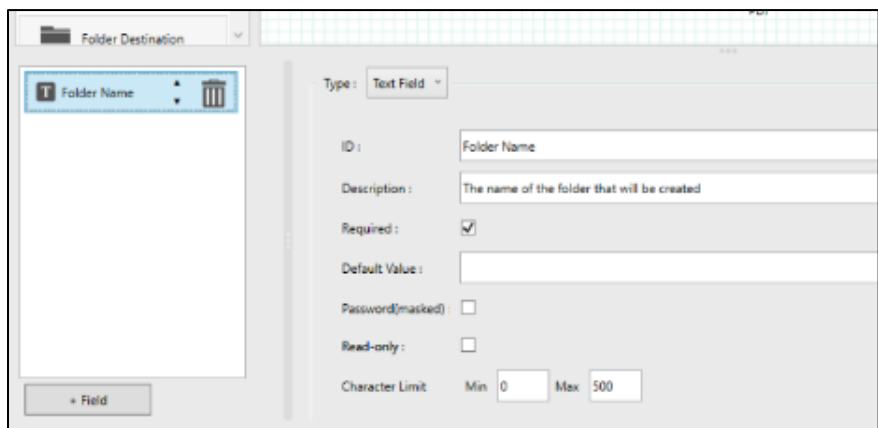 PDF
Folder Destination
T Folder Name
Type : Text Field
ID : Folder Name
Description : The name of the folder that will be created
Required :
Default Value :
Password(masked) :
Read-only :
Character Limit Min 0 Max 500
+ Field